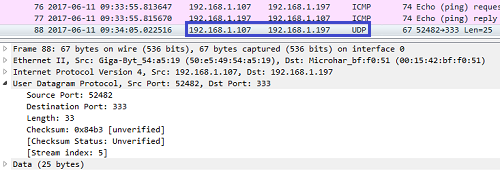 76 2017-06-11 09:33:55.813647 192.168.1.107 192.168.1.197 ICMP 74 Echo (ping) reque
77 2017-06-11 09:33:55.815670 192.168.1.197 192.168.1.107 ICMP 74 Echo (ping) reply
88 2017-06-11 09:34:05.022516 192.168.1.107 192.168.1.197 UDP 67 52482→333 Len=25
Frame 88: 67 bytes on wire (536 bits), 67 bytes captured (536 bits) on interface 0
Ethernet II, Src: Giga-Byt_54:a5:19 (50:e5:49:54:a5:19), Dst: Microhar_bf:f0:51 (00:15:42:bf:f0:51)
Internet Protocol Version 4, Src: 192.168.1.107, Dst: 192.168.1.197
User Datagram Protocol, Src Port: 52482, Dst Port: 333
Source Port: 52482
Destination Port: 333
Length: 33
Checksum: 0x84b3 [unverified]
[Checksum Status: Unverified]
[Stream index: 5]
Data (25 bytes)